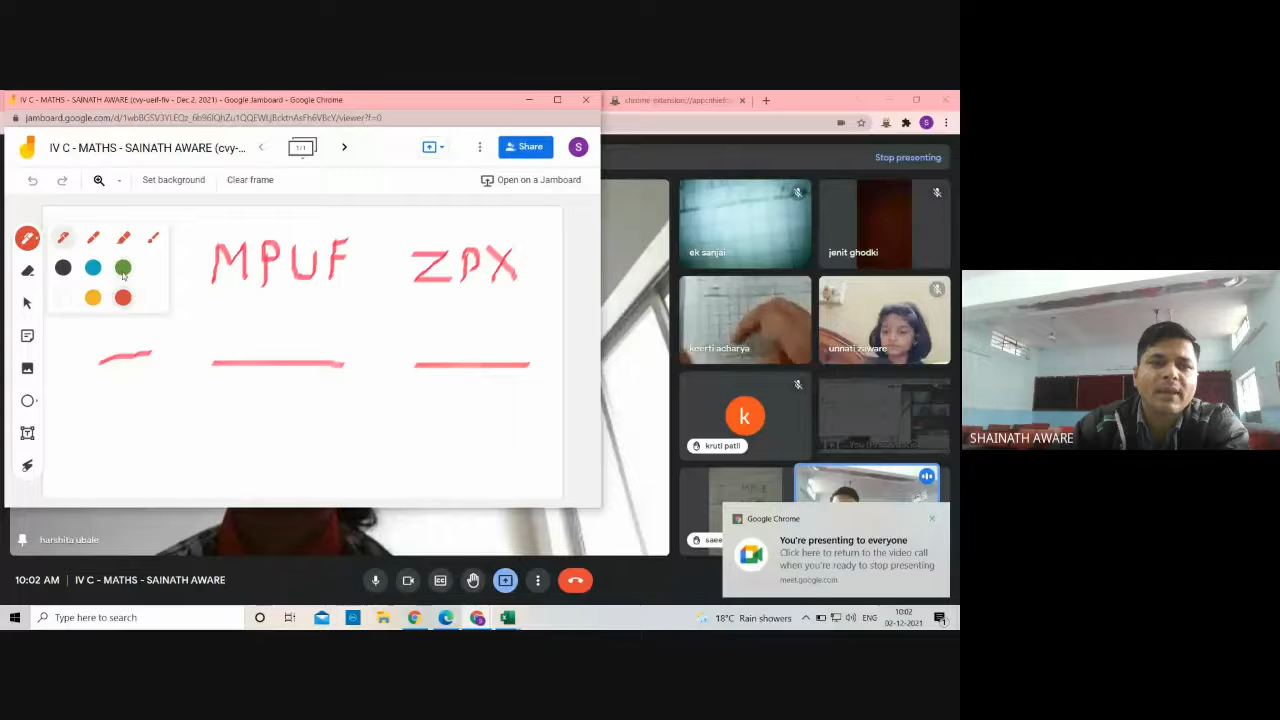 IV C - MATHS - SAINATH AWARE (cvy-ueif-fiv - Dec 2, 2021) - Google Jamboard - Google Chrome
IV C - MATHS - SAINATH AWARE (cvy-...
1/1
Share
S
Set background
Clear frame
Open on a Jamboard
Stop presenting
MPUF ZPX
ek sanjai
jenit ghodki
keerti acharya
unnati zaware
k
kruti patil
SHAINATH AWARE
harshita ubale
Google Chrome
You're presenting to everyone
Click here to return to the video call
when you're ready to stop presenting
meet.google.com
10:02 AM | IV C - MATHS - SAINATH AWARE
Type here to search
18°C Rain showers
ENG
10:02
02-12-2021